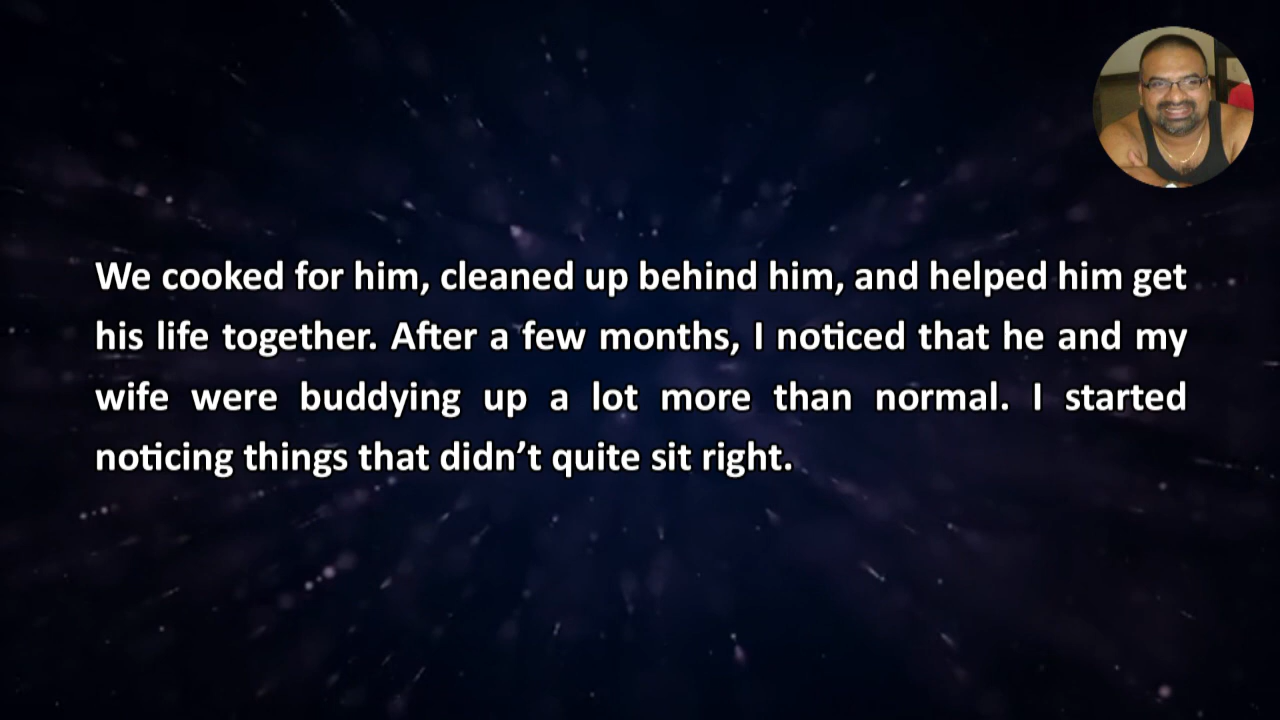 We cooked for him, cleaned up behind him, and helped him get
his life together. After a few months, I noticed that he and my
wife were buddying up a lot more than normal. I started
noticing things that didn’t quite sit right.